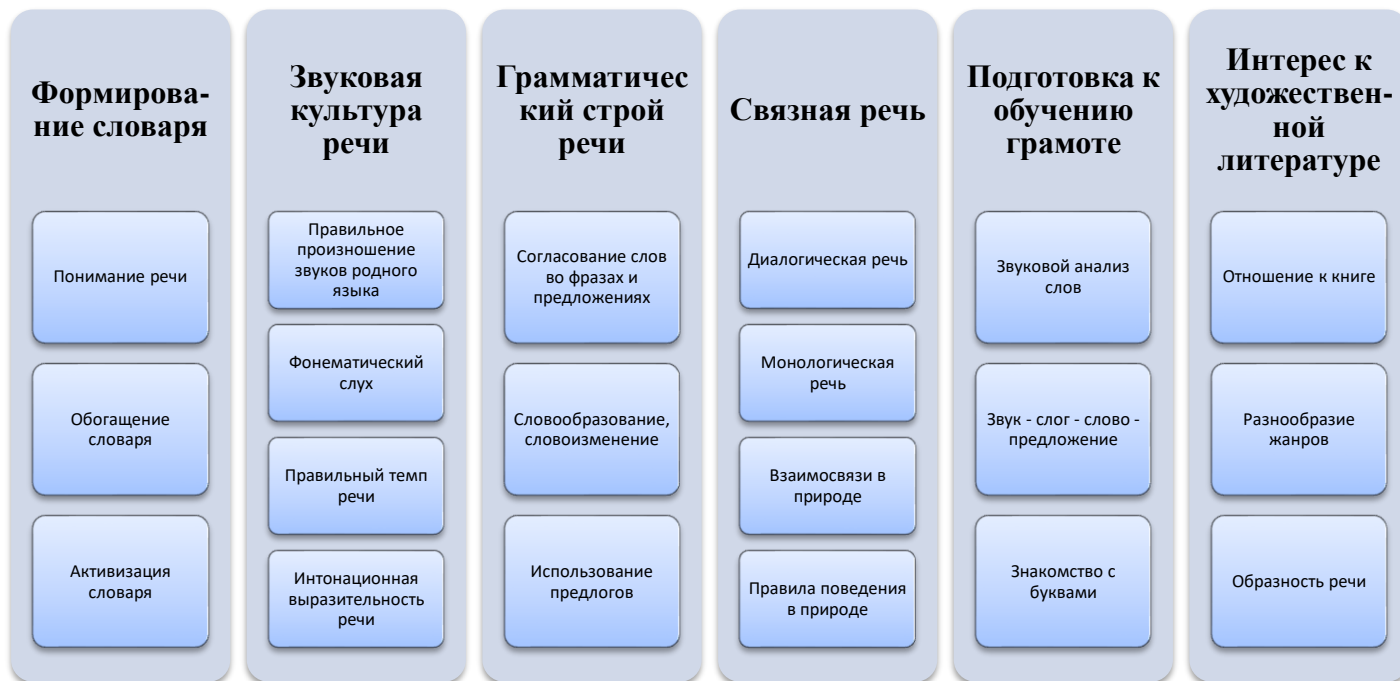 Формирова-
ние словаря
Понимание речи
Обогащение
словаря
Активизация
словаря
Звуковая
культура
речи
Правильное
произношение
звуков родного
языка
Фонематический
слух
Правильный темп
речи
Интонационная
выразительность
речи
Грамматичес
кий строй
речи
Согласование слов
во фразах и
предложениях
Словообразование,
словоизменение
Использование
предлогов
Связная речь
Диалогическая речь
Монологическая
речь
Взаимосвязи в
природе
Правила поведения
в природе
Подготовка к
обучению
грамоте
Звуковой анализ
слов
Звук - слог - слово -
предложение
Знакомство с
буквами
Интерес к
художествен-
ной
литературе
Отношение к книге
Разнообразие
жанров
Образность речи